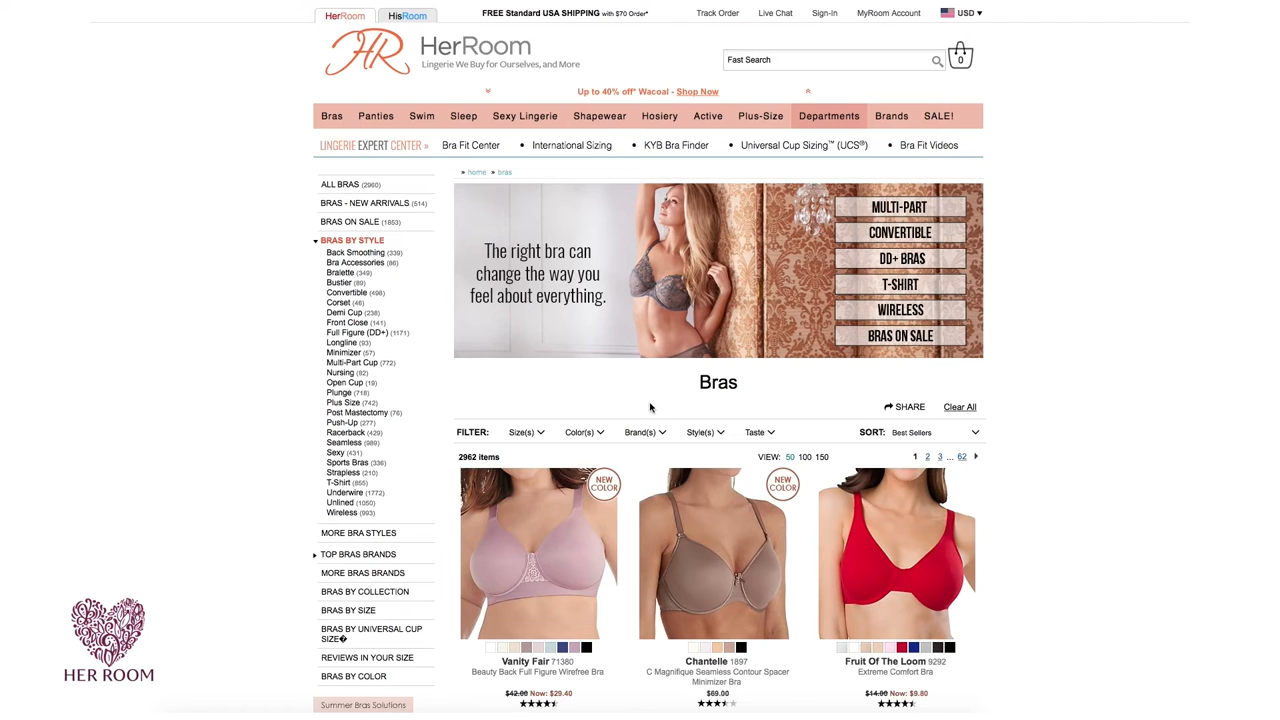 HerRoom
HisRoom
FREE Standard USA SHIPPING with $70 Order*
Track Order
Live Chat
Sign-In
MyRoom Account
USD
HR
HerRoom
Lingerie We Buy for Ourselves, and More
Fast Search
0
Up to 40% off* Wacoal - Shop Now
Bras Panties Swim Sleep Sexy Lingerie Shapewear Hosiery Active Plus-Size Departments Brands SALE!
LINGERIE EXPERT CENTER » Bra Fit Center • International Sizing • KYB Bra Finder • Universal Cup Sizing™ (UCS®) • Bra Fit Videos
» home » bras
ALL BRAS (2960)
BRAS - NEW ARRIVALS (514)
BRAS ON SALE (1853)
BRAS BY STYLE
Back Smoothing (339)
Bra Accessories (86)
Bralette (349)
Bustier (89)
Convertible (498)
Corset (46)
Demi Cup (238)
Front Close (141)
Full Figure (DD+) (1171)
Longline (93)
Minimizer (57)
Multi-Part Cup (772)
Nursing (82)
Open Cup (19)
Plunge (718)
Plus Size (742)
Post Mastectomy (76)
Push-Up (277)
Racerback (429)
Seamless (989)
Sexy (431)
Sports Bras (336)
Strapless (210)
T-Shirt (855)
Underwire (1772)
Unlined (1050)
Wireless (993)
MORE BRA STYLES
TOP BRAS BRANDS
MORE BRAS BRANDS
BRAS BY COLLECTION
BRAS BY SIZE
BRAS BY UNIVERSAL CUP
SIZE�
REVIEWS IN YOUR SIZE
BRAS BY COLOR
Summer Bras Solutions
The right bra can
change the way you
feel about everything.
MULTI-PART
CONVERTIBLE
DD+ BRAS
T-SHIRT
WIRELESS
BRAS ON SALE
Bras
SHARE
Clear All
FILTER: Size(s) Color(s) Brand(s) Style(s) Taste
SORT: Best Sellers
2962 items
VIEW: 50 100 150
1 2 3 ... 62
NEW
COLOR
NEW
COLOR
Vanity Fair 71380
Beauty Back Full Figure Wirefree Bra
$42.00 Now: $29.40
Chantelle 1897
C Magnifique Seamless Contour Spacer
Minimizer Bra
$69.00
Fruit Of The Loom 9292
Extreme Comfort Bra
$14.00 Now: $9.80
HER ROOM